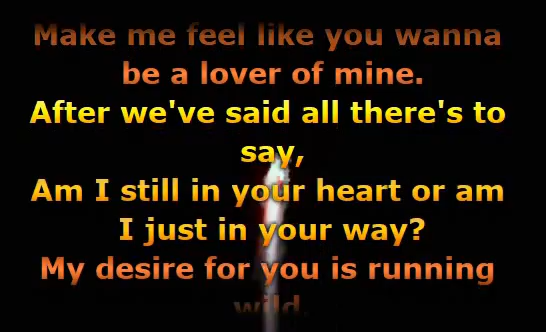 Make me feel like you wanna
be a lover of mine.
After we've said all there's to
say,
Am I still in your heart or am
I just in your way?
My desire for you is running
wild.